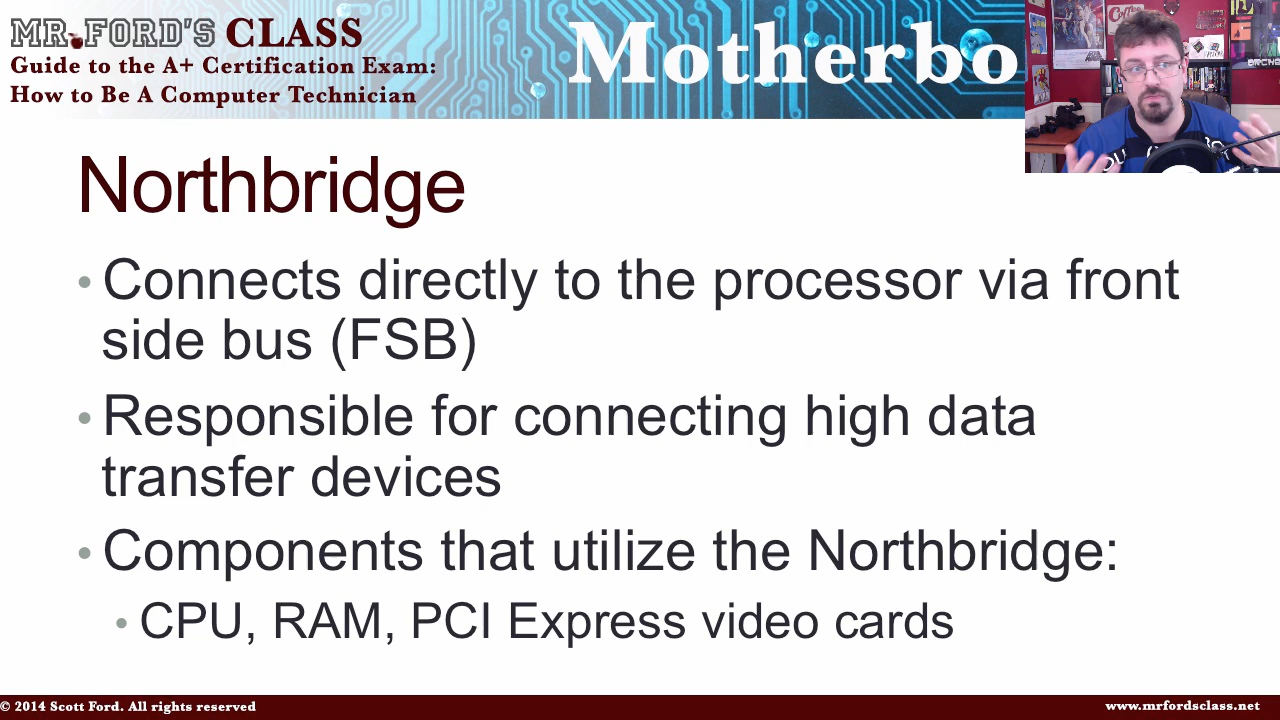 MR.FORD'S CLASS
Guide to the A+ Certification Exam:
How to Be A Computer Technician
Motherbo
Northbridge
• Connects directly to the processor via front
side bus (FSB)
• Responsible for connecting high data
transfer devices
• Components that utilize the Northbridge:
• CPU, RAM, PCI Express video cards
© 2014 Scott Ford. All rights reserved
www.mrfordsclass.net